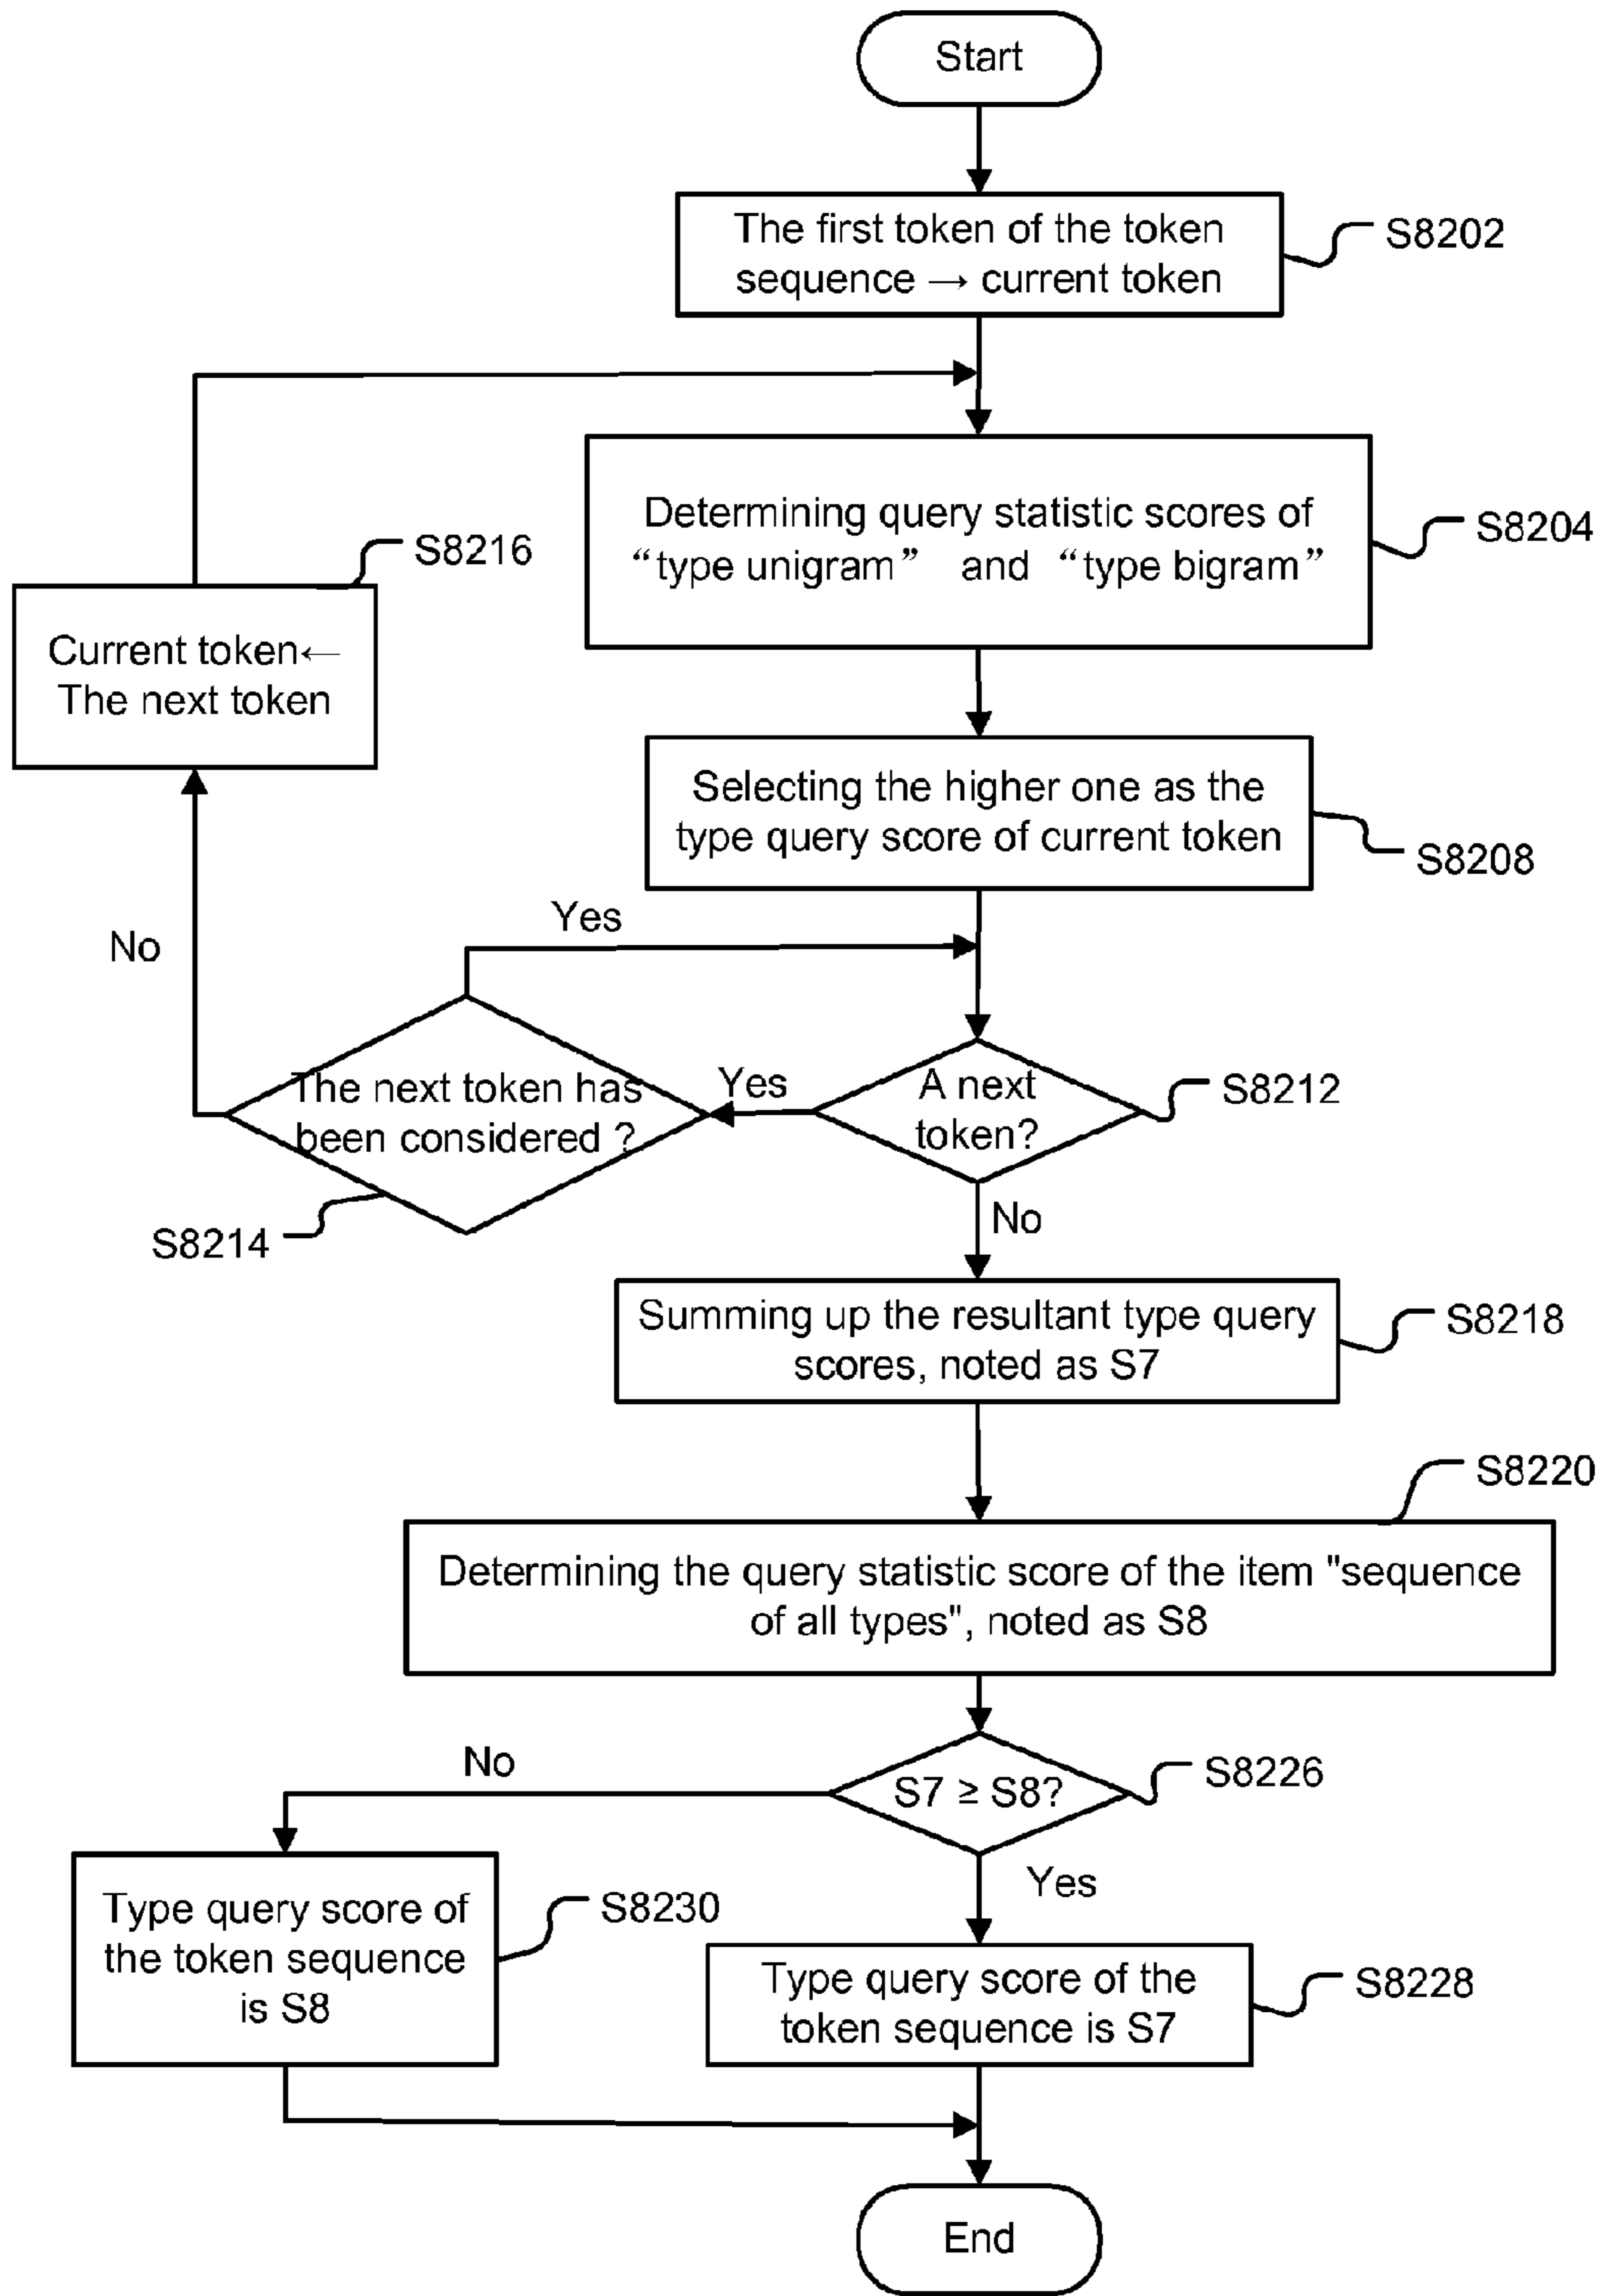 Start
The first token of the token
sequence → current token
S8202
Determining query statistic scores of
“type unigram” and “type bigram”
S8204
S8216
Current token←
The next token
Selecting the higher one as the
type query score of current token
S8208
Yes
No
The next token has
been considered ?
Yes
A next
token?
S8212
S8214
No
Summing up the resultant type query
scores, noted as S7
S8218
S8220
Determining the query statistic score of the item "sequence
of all types", noted as S8
No
S7 ≥ S8?
S8226
Yes
Type query score of
the token sequence
is S8
S8230
Type query score of the
token sequence is S7
S8228
End